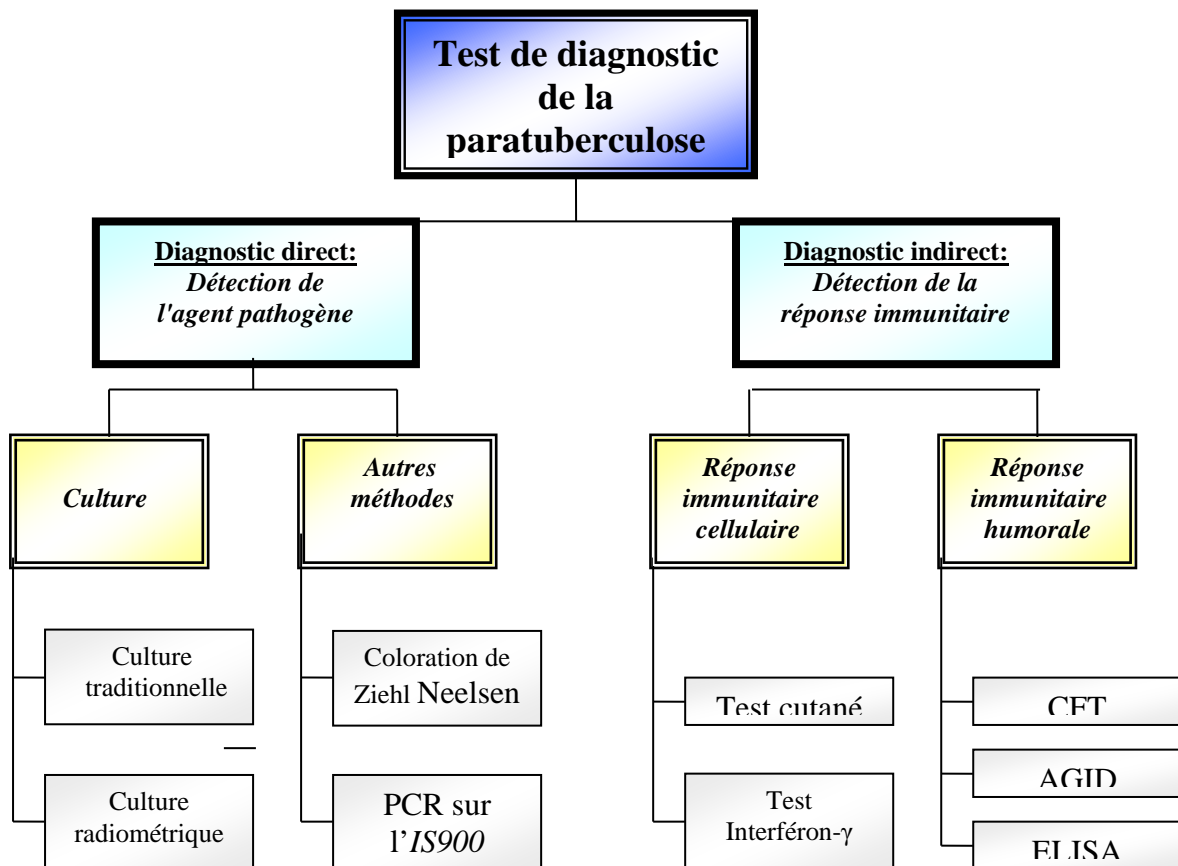 Test de diagnostic
de la
paratuberculose
Diagnostic direct:
Détection de
l'agent pathogène
Diagnostic indirect:
Détection de la
réponse immunitaire
Culture
Autres
méthodes
Réponse
immunitaire
cellulaire
Réponse
immunitaire
humorale
Culture
traditionnelle
Culture
radiométrique
Coloration de
Ziehl Neelsen
PCR sur
l'IS900
Test cutané
Test
Interféron-γ
CFT
AGID
ELISA